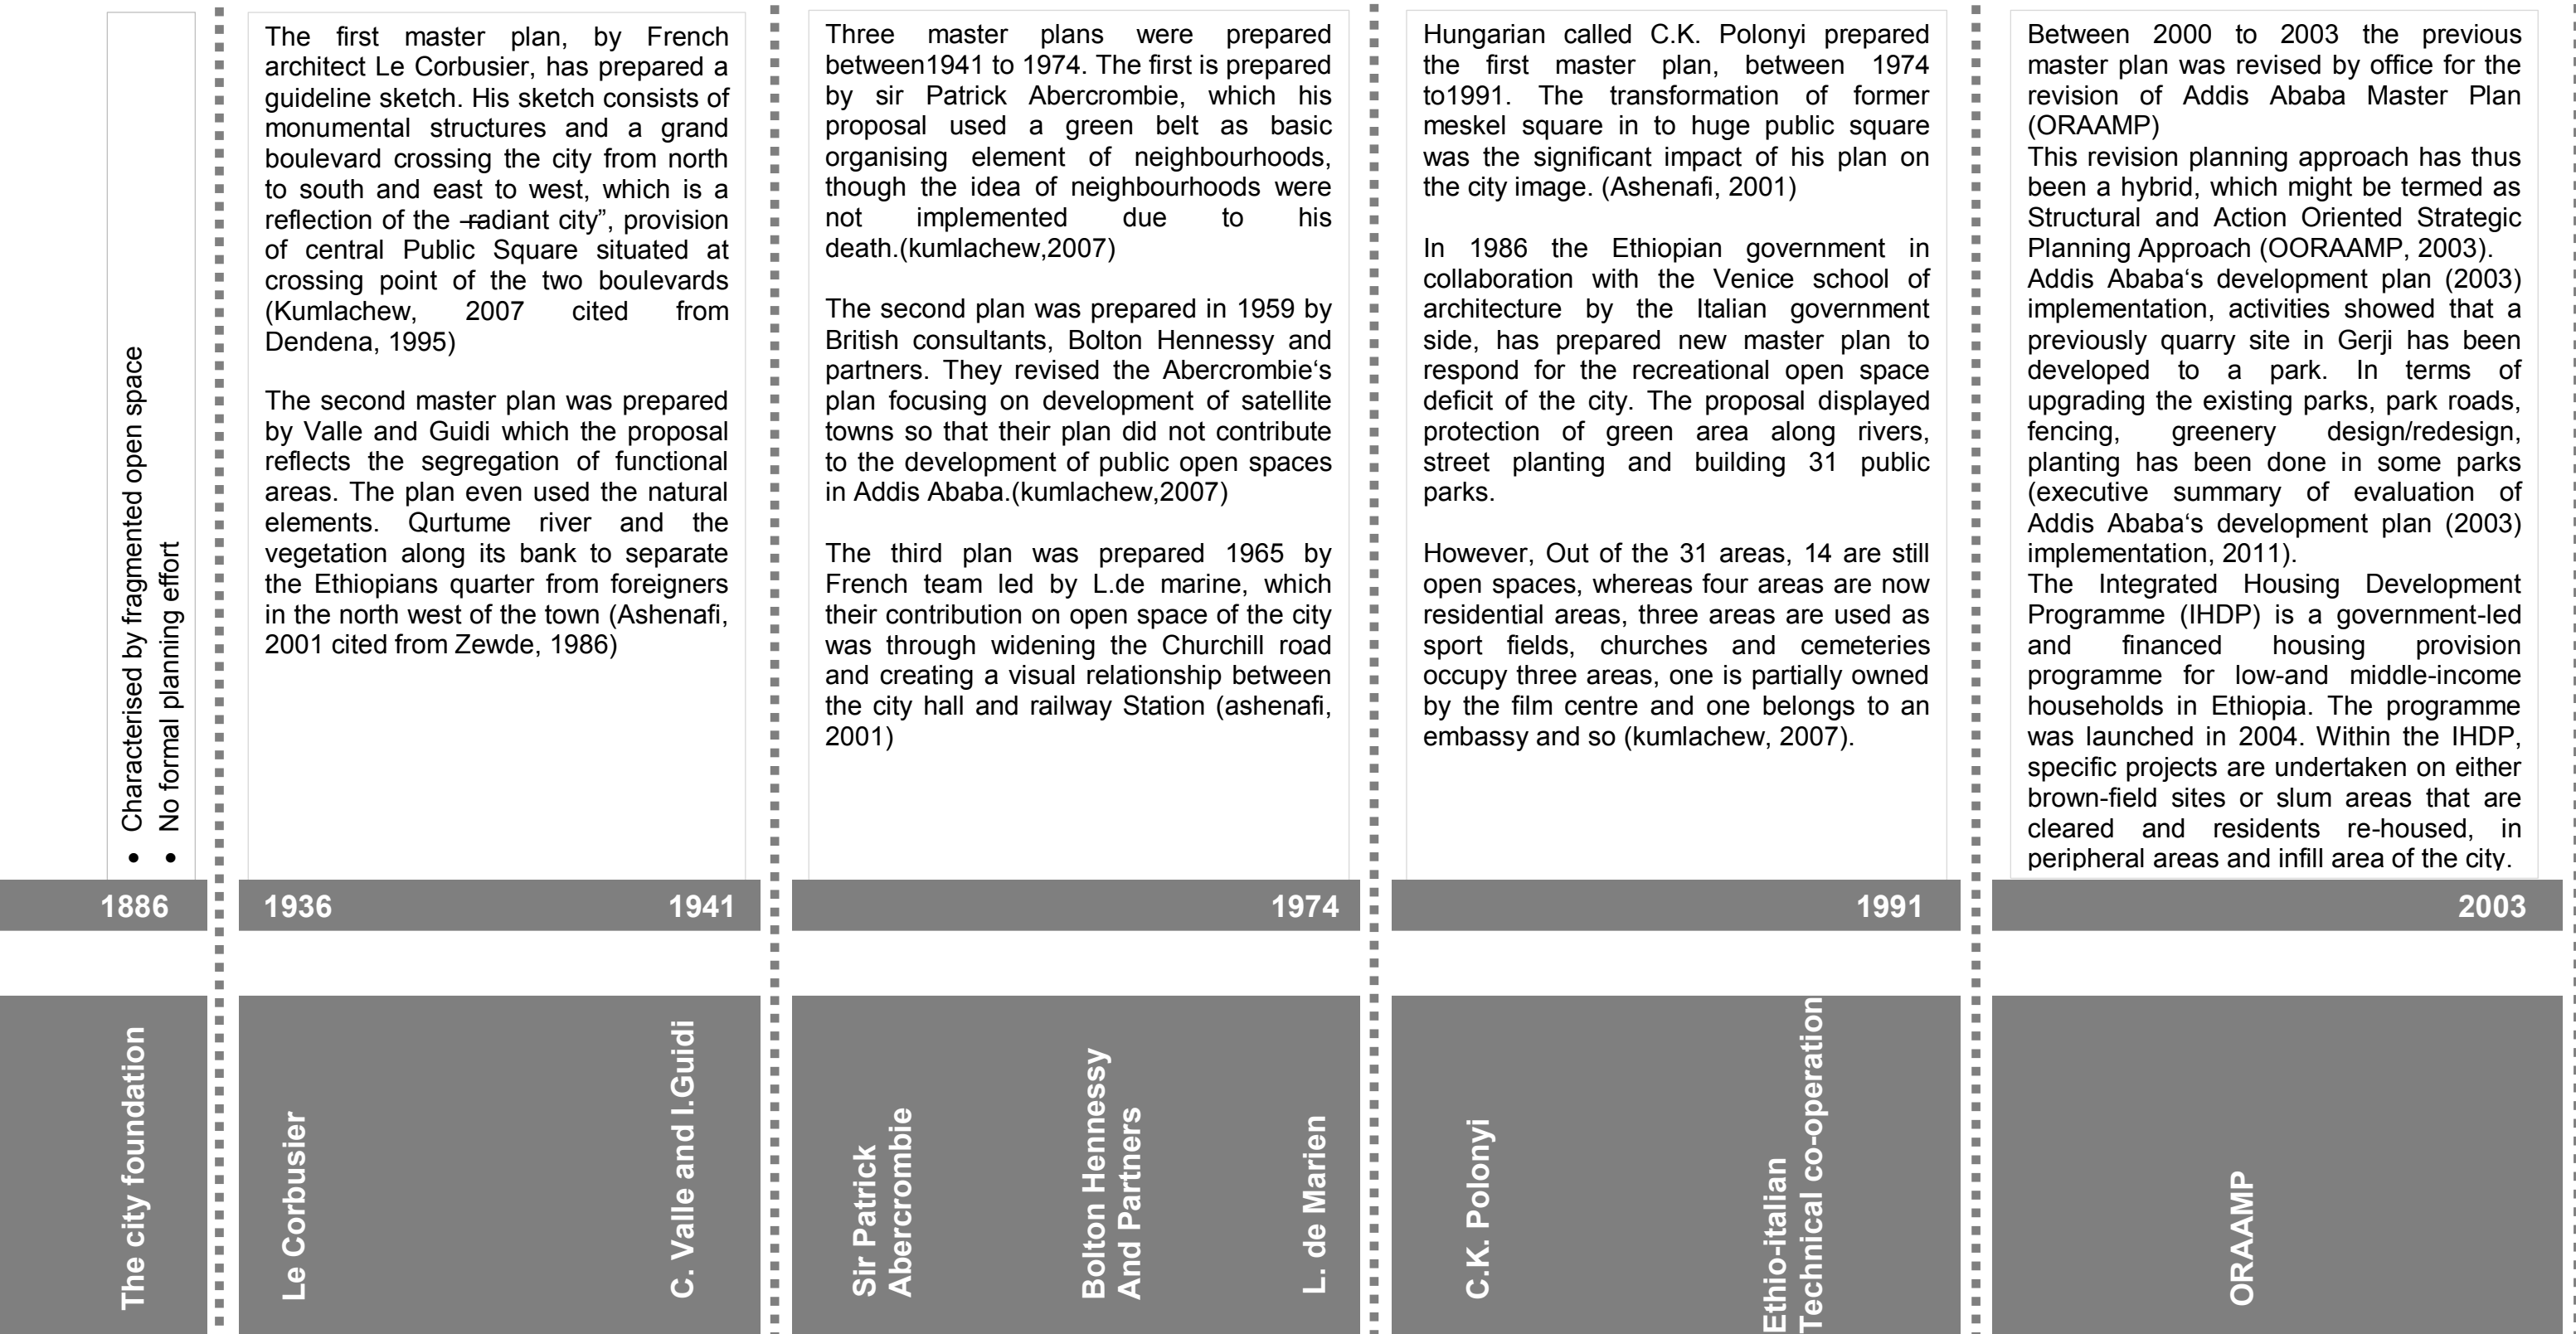 • Characterised by fragmented open space
• No formal planning effort
The first master plan, by French
architect Le Corbusier, has prepared a
guideline sketch. His sketch consists of
monumental structures and a grand
boulevard crossing the city from north
to south and east to west, which is a
reflection of the ―radiant city”, provision
of central Public Square situated at
crossing point of the two boulevards
(Kumlachew, 2007 cited from
Dendena, 1995)
The second master plan was prepared
by Valle and Guidi which the proposal
reflects the segregation of functional
areas. The plan even used the natural
elements. Qurtume river and the
vegetation along its bank to separate
the Ethiopians quarter from foreigners
in the north west of the town (Ashenafi,
2001 cited from Zewde, 1986)
Three master plans were prepared
between1941 to 1974. The first is prepared
by sir Patrick Abercrombie, which his
proposal used a green belt as basic
organising element of neighbourhoods,
though the idea of neighbourhoods were
not implemented due to his
death.(kumlachew,2007)
The second plan was prepared in 1959 by
British consultants, Bolton Hennessy and
partners. They revised the Abercrombie‘s
plan focusing on development of satellite
towns so that their plan did not contribute
to the development of public open spaces
in Addis Ababa.(kumlachew,2007)
The third plan was prepared 1965 by
French team led by L.de marine, which
their contribution on open space of the city
was through widening the Churchill road
and creating a visual relationship between
the city hall and railway Station (ashenafi,
2001)
Hungarian called C.K. Polonyi prepared
the first master plan, between 1974
to1991. The transformation of former
meskel square in to huge public square
was the significant impact of his plan on
the city image. (Ashenafi, 2001)
In 1986 the Ethiopian government in
collaboration with the Venice school of
architecture by the Italian government
side, has prepared new master plan to
respond for the recreational open space
deficit of the city. The proposal displayed
protection of green area along rivers,
street planting and building 31 public
parks.
However, Out of the 31 areas, 14 are still
open spaces, whereas four areas are now
residential areas, three areas are used as
sport fields, churches and cemeteries
occupy three areas, one is partially owned
by the film centre and one belongs to an
embassy and so (kumlachew, 2007).
Between 2000 to 2003 the previous
master plan was revised by office for the
revision of Addis Ababa Master Plan
(ORAAMP)
This revision planning approach has thus
been a hybrid, which might be termed as
Structural and Action Oriented Strategic
Planning Approach (OORAAMP, 2003).
Addis Ababa‘s development plan (2003)
implementation, activities showed that a
previously quarry site in Gerji has been
developed to a park. In terms of
upgrading the existing parks, park roads,
fencing, greenery design/redesign,
planting has been done in some parks
(executive summary of evaluation of
Addis Ababa‘s development plan (2003)
implementation, 2011).
The Integrated Housing Development
Programme (IHDP) is a government-led
and financed housing provision
programme for low-and middle-income
households in Ethiopia. The programme
was launched in 2004. Within the IHDP,
specific projects are undertaken on either
brown-field sites or slum areas that are
cleared and residents re-housed, in
peripheral areas and infill area of the city.
1886
1936
1941
1974
1991
2003
The city foundation
Le Corbusier
C. Valle and I.Guidi
Sir Patrick
Abercrombie
Bolton Hennessy
And Partners
L. de Marien
C.K. Polonyi
Ethio-italian
Technical co-operation
ORAAMP